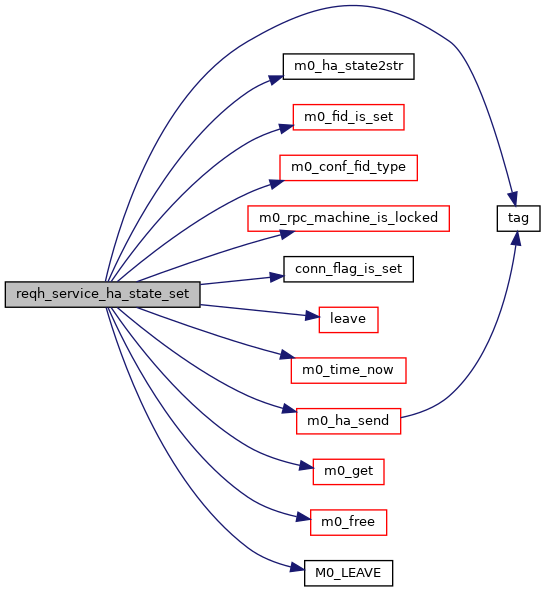 m0_ha_state2str
m0_fid_is_set
m0_conf_fid_type
m0_rpc_machine_is_locked
tag
conn_flag_is_set
reqh_service_ha_state_set
leave
m0_time_now
m0_ha_send
m0_get
m0_free
M0_LEAVE